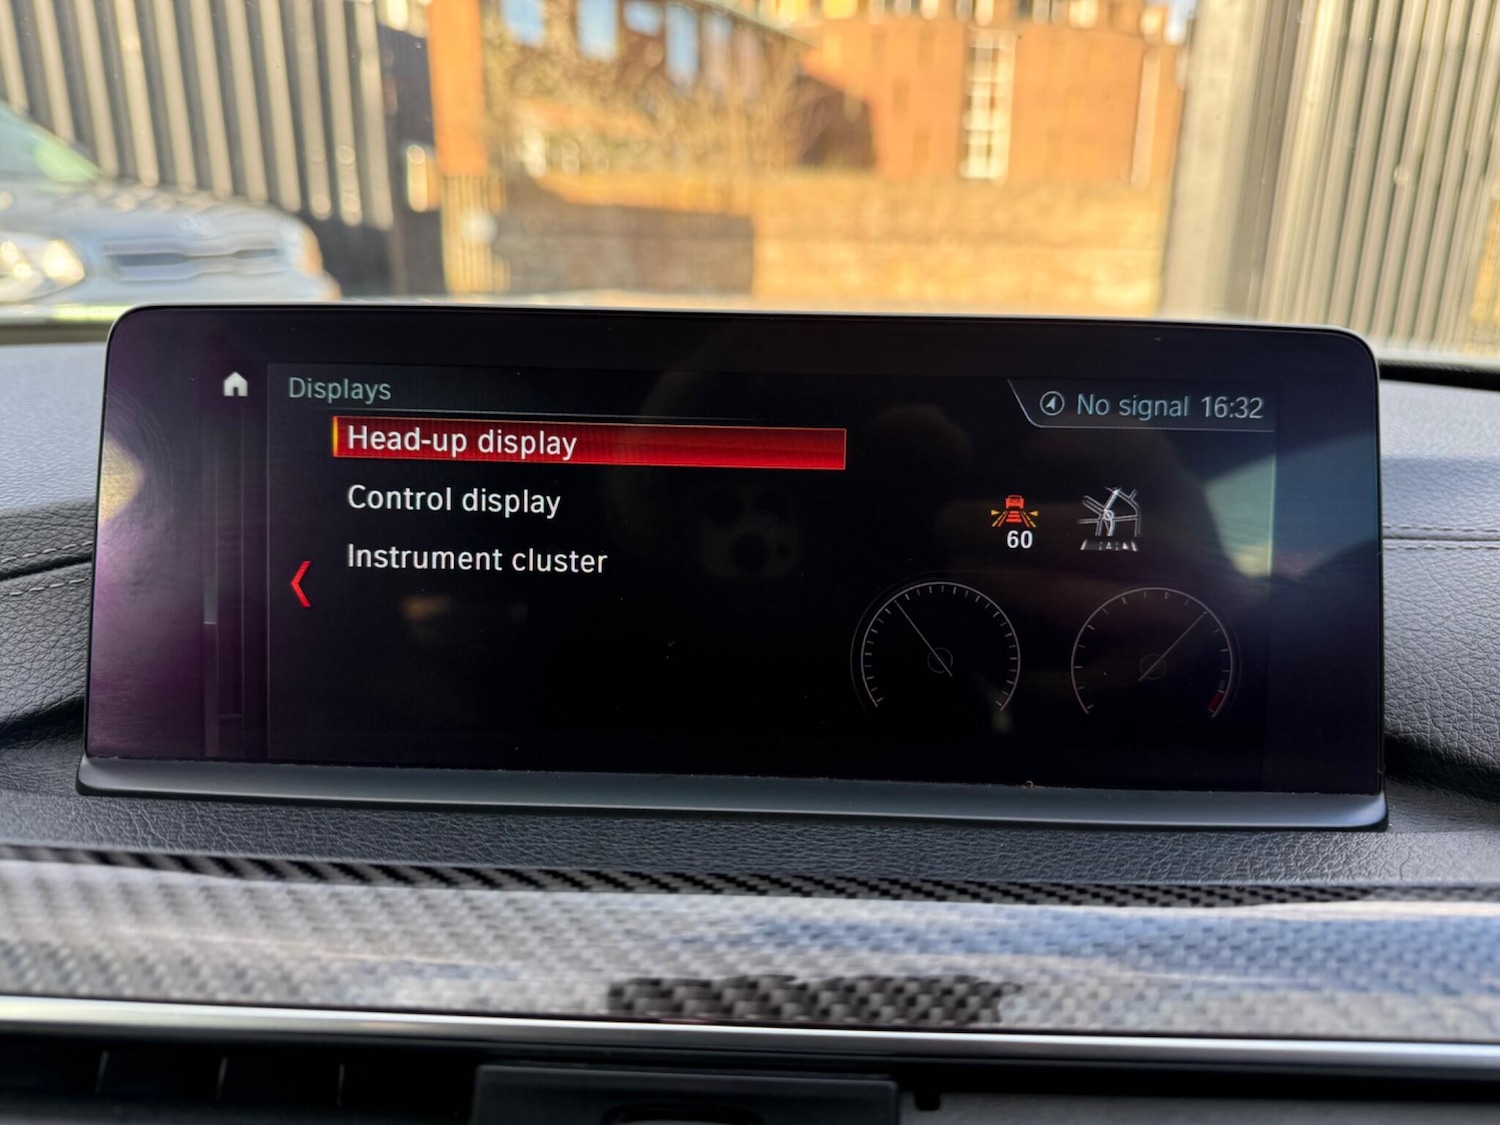 Displays
No signal 16:32
Head-up display
Control display
Instrument cluster
60